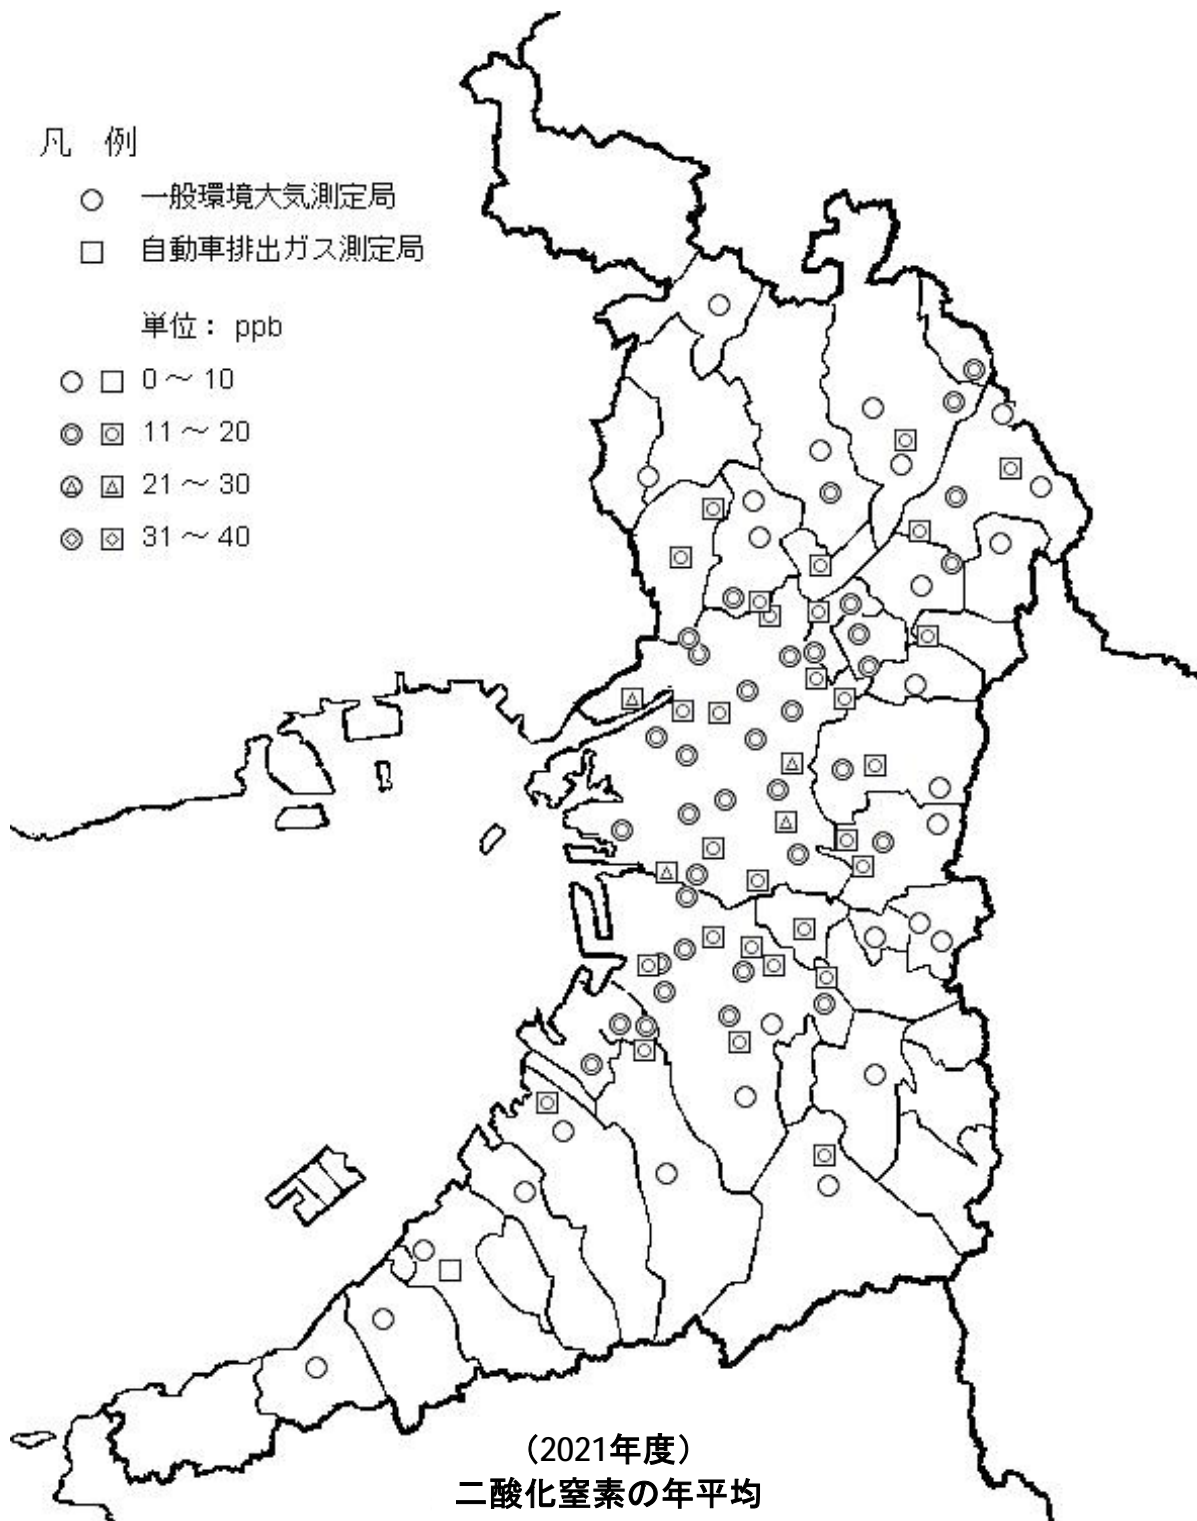 凡 例
一般環境大気測定局
自動車排出ガス測定局
単位： ppb
0～10
11～20
21～30
31～40
（2021年度）
二酸化窒素の年平均